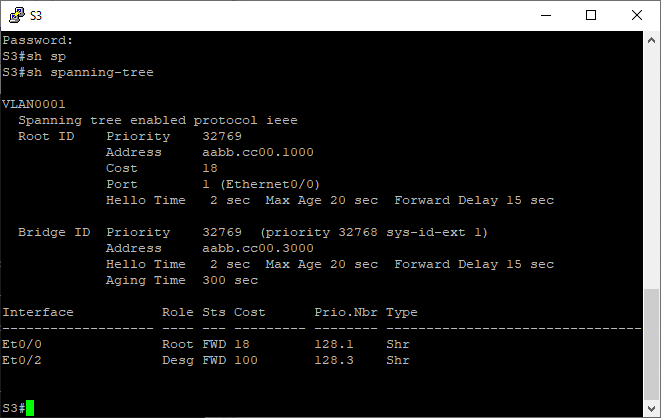 S3
Password:
S3#sh sp
S3#sh spanning-tree
VLAN0001
  Spanning tree enabled protocol ieee
  Root ID    Priority    32769
             Address     aabb.cc00.1000
             Cost        18
             Port        1 (Ethernet0/0)
             Hello Time   2 sec  Max Age 20 sec  Forward Delay 15 sec
  Bridge ID  Priority    32769  (priority 32768 sys-id-ext 1)
             Address     aabb.cc00.3000
             Hello Time   2 sec  Max Age 20 sec  Forward Delay 15 sec
             Aging Time  300 sec
Interface           Role Sts Cost      Prio.Nbr Type
------------------- ---- --- --------- -------- --------------------------------
Et0/0               Root FWD 18        128.1    Shr
Et0/2               Desg FWD 100       128.3    Shr
S3#